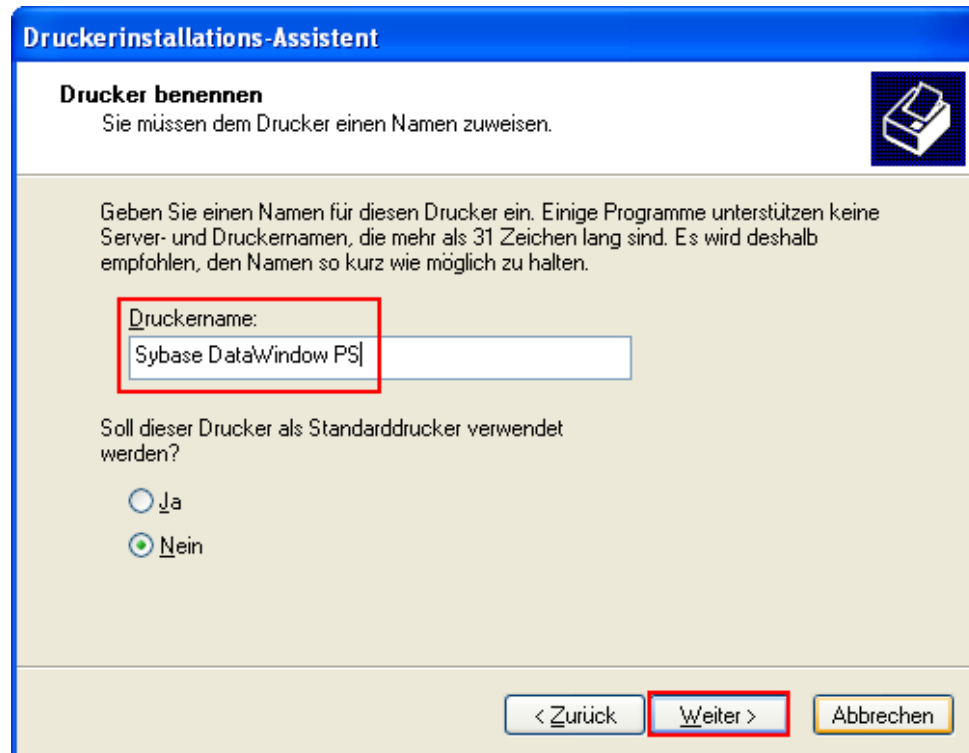 Druckerinstallations-Assistent
Drucker benennen
Sie müssen dem Drucker einen Namen zuweisen.
Geben Sie einen Namen für diesen Drucker ein. Einige Programme unterstützen keine
Server- und Druckernamen, die mehr als 31 Zeichen lang sind. Es wird deshalb
empfohlen, den Namen so kurz wie möglich zu halten.
Druckername:
Sybase DataWindow PS
Soll dieser Drucker als Standarddrucker verwendet
werden?
Ja
Nein
< Zurück Weiter > Abbrechen